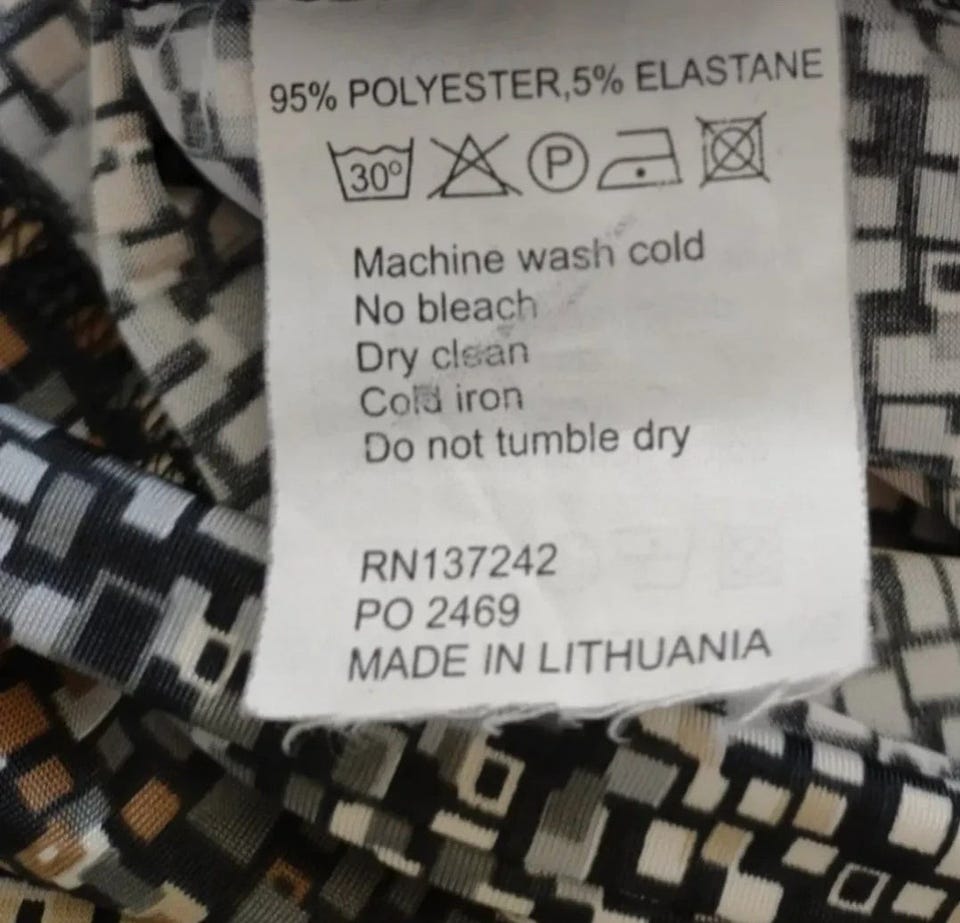 95% POLYESTER,5% ELASTANE
30° P
Machine wash cold
No bleach
Dry clean
Cold iron
Do not tumble dry
RN137242
PO 2469
MADE IN LITHUANIA